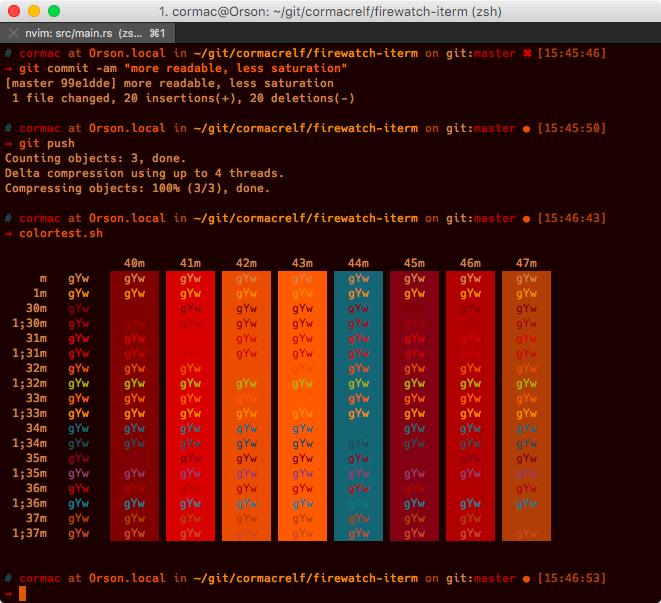 1. cormac@Orson: ~/git/cormacrelf/firewatch-iterm (zsh)
nvim: src/main.rs (zs... ⌘1
# cormac at Orson.local in ~/git/cormacrelf/firewatch-iterm on git:master ✖ [15:45:46]
→ git commit -am "more readable, less saturation"
[master 99e1dde] more readable, less saturation
1 file changed, 20 insertions(+), 20 deletions(-)
# cormac at Orson.local in ~/git/cormacrelf/firewatch-iterm on git:master ● [15:45:50]
→ git push
Counting objects: 3, done.
Delta compression using up to 4 threads.
Compressing objects: 100% (3/3), done.
# cormac at Orson.local in ~/git/cormacrelf/firewatch-iterm on git:master ● [15:46:43]
→ colortest.sh
40m 41m 42m 43m 44m 45m 46m 47m
m gYw gYw gYw gYw gYw gYw gYw gYw gYw
1m gYw gYw gYw gYw gYw gYw gYw gYw gYw
30m gYw gYw gYw gYw gYw gYw gYw gYw
1;30m gYw gYw gYw gYw gYw gYw gYw gYw gYw
31m gYw gYw gYw gYw gYw gYw gYw gYw
1;31m gYw gYw gYw gYw gYw gYw gYw gYw
32m gYw gYw gYw gYw gYw gYw gYw gYw
1;32m gYw gYw gYw gYw gYw gYw gYw gYw gYw
33m gYw gYw gYw gYw gYw gYw gYw gYw
1;33m gYw gYw gYw gYw gYw gYw gYw gYw
34m gYw gYw gYw gYw gYw gYw gYw gYw
1;34m gYw gYw gYw gYw gYw gYw gYw gYw gYw
35m gYw gYw gYw gYw gYw gYw gYw
1;35m gYw gYw gYw gYw gYw gYw gYw gYw gYw
36m gYw gYw gYw gYw gYw gYw gYw
1;36m gYw gYw gYw gYw gYw gYw gYw gYw gYw
37m gYw gYw gYw gYw gYw gYw gYw gYw
1;37m gYw gYw gYw gYw gYw gYw gYw gYw gYw
# cormac at Orson.local in ~/git/cormacrelf/firewatch-iterm on git:master ● [15:46:53]
→